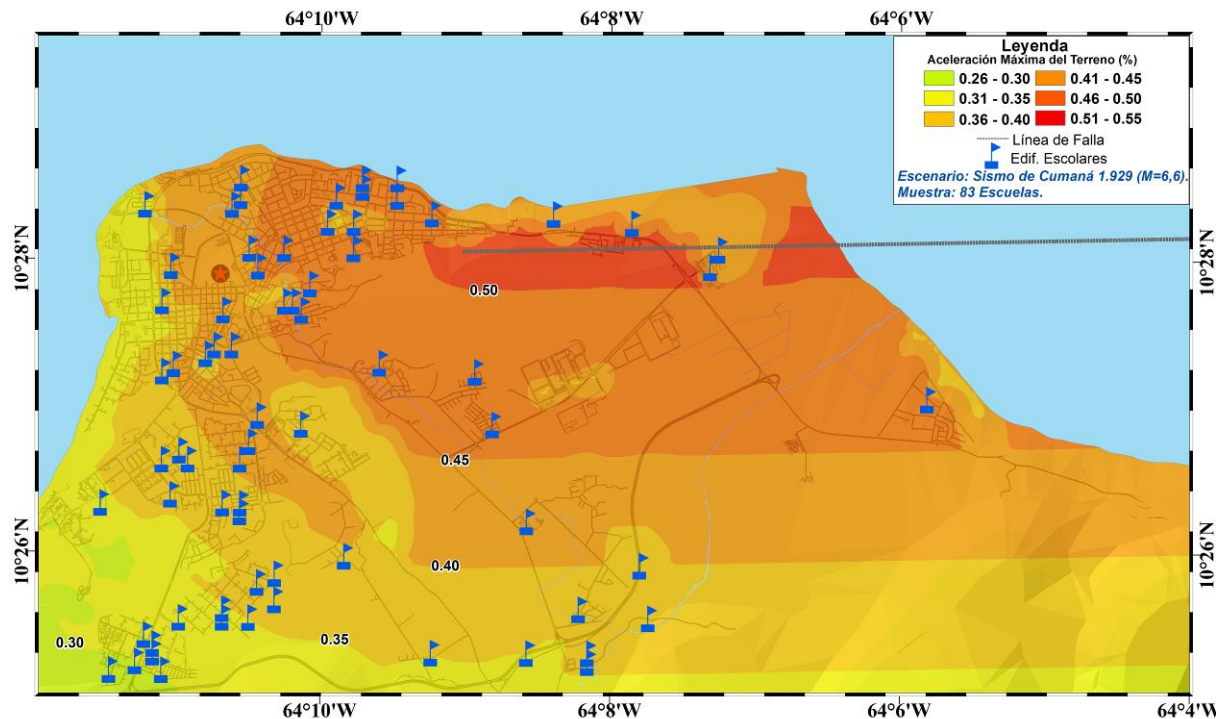 64°10'W 64°8'W 64°6'W
Leyenda
Aceleración Máxima del Terreno (%)
0.26 - 0.30 0.41 - 0.45
0.31 - 0.35 0.46 - 0.50
0.36 - 0.40 0.51 - 0.55
Línea de Falla
Edif. Escolares
Escenario: Sismo de Cumaná 1.929 (M=6,6).
Muestra: 83 Escuelas.
10°28'N 10°28'N
0.50
0.45
10°26'N 10°26'N
0.40
0.35
0.30
64°10'W 64°8'W 64°6'W 64°4'W